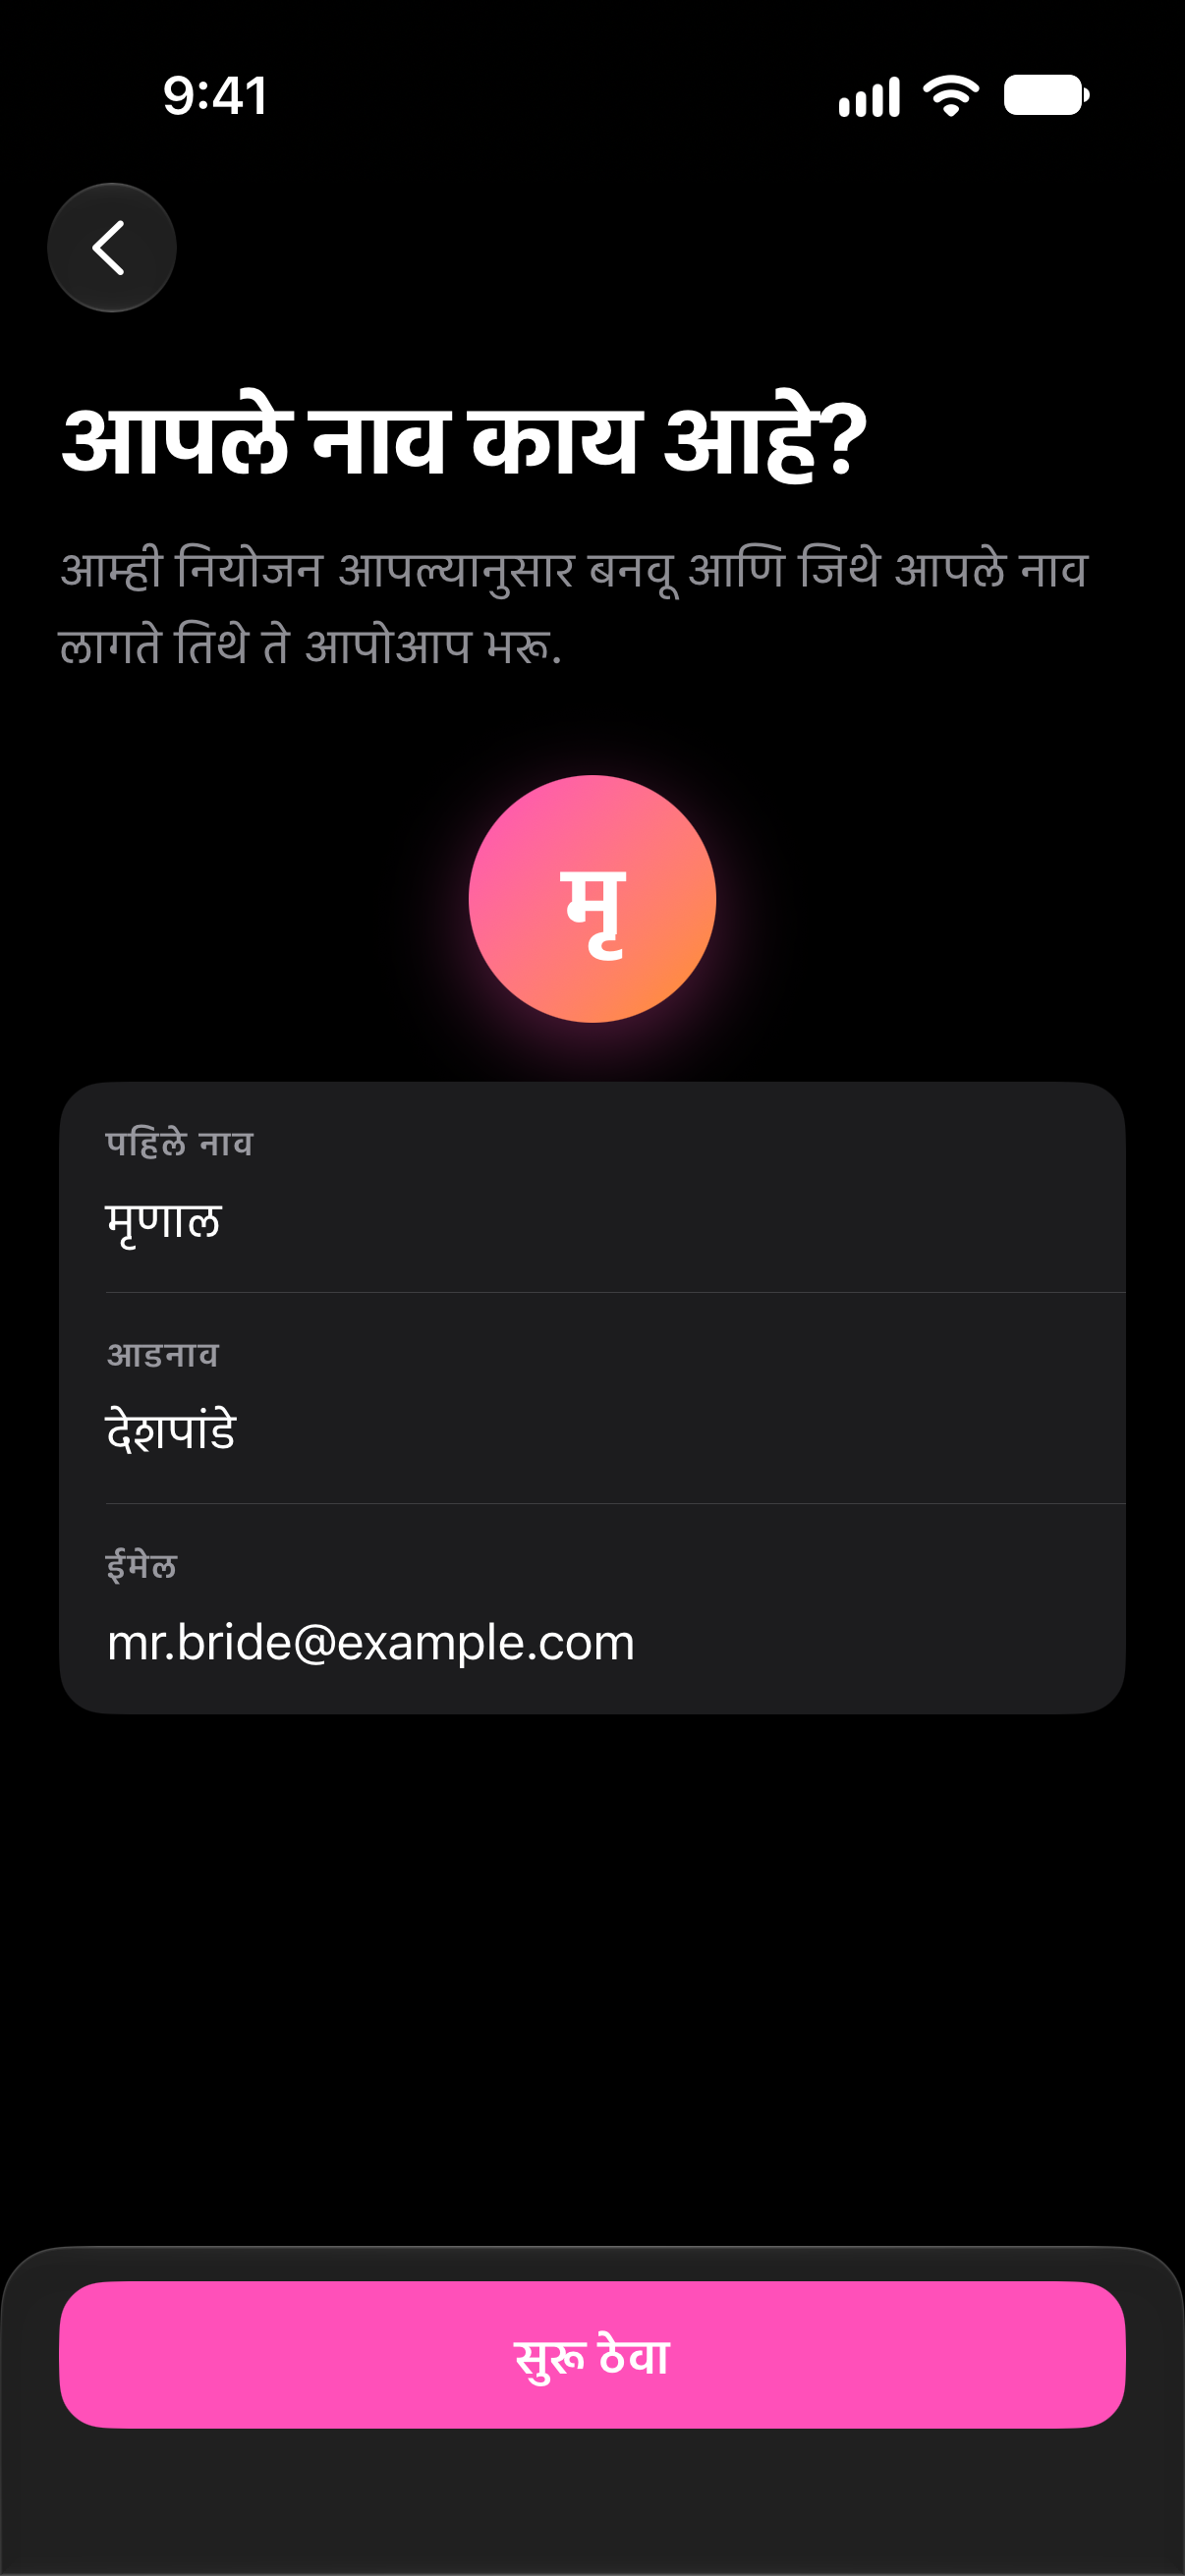 9:41
आपले नाव काय आहे?
आम्ही नियोजन आपल्यानुसार बनवू आणि जिथे आपले नाव
लागते तिथे ते आपोआप भरू.
मृ
पहिले नाव
मृणाल
आडनाव
देशपांडे
ईमेल
mr.bride@example.com
सुरू ठेवा